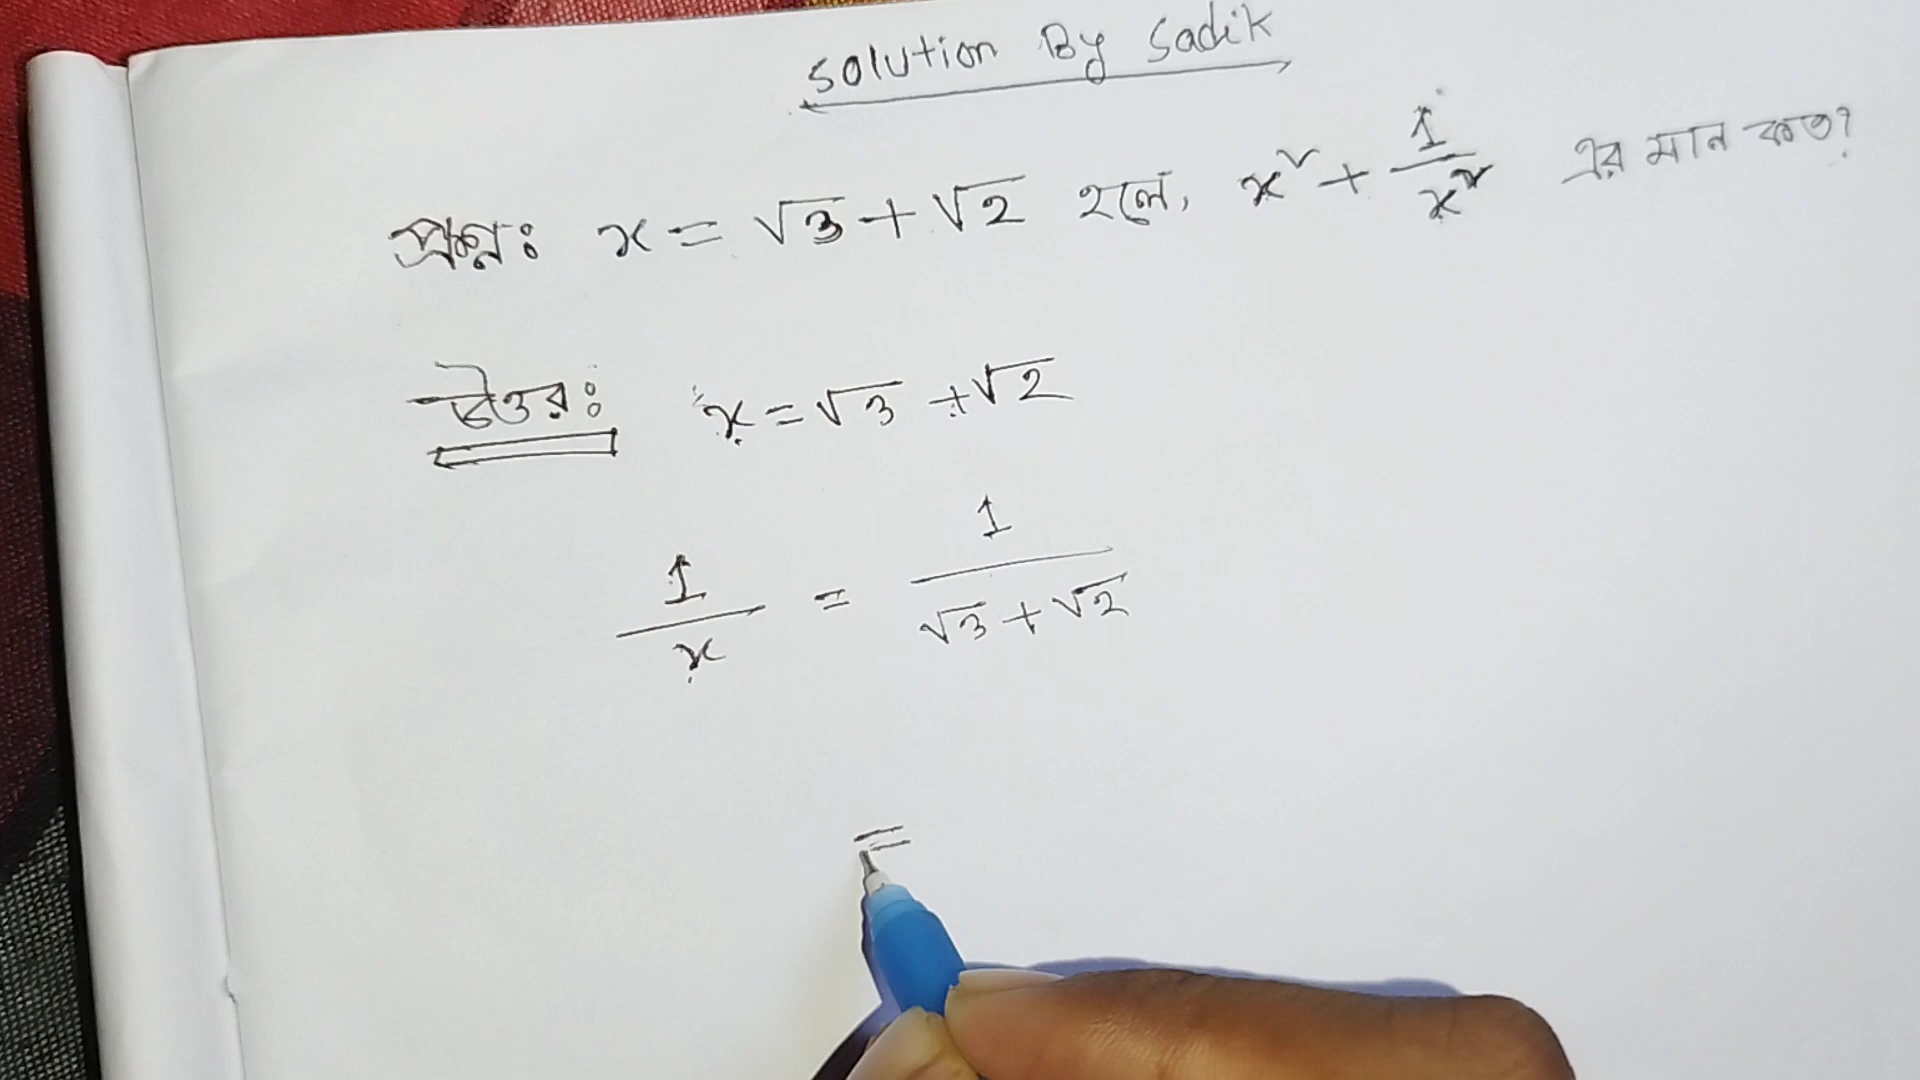 Solution By Sadik
প্রশ্নঃ x = √3 + √2 হলে, x² + 1/x² এর মান কত?
উত্তরঃ x = √3 + √2
1/x = 1/(√3 + √2)
=